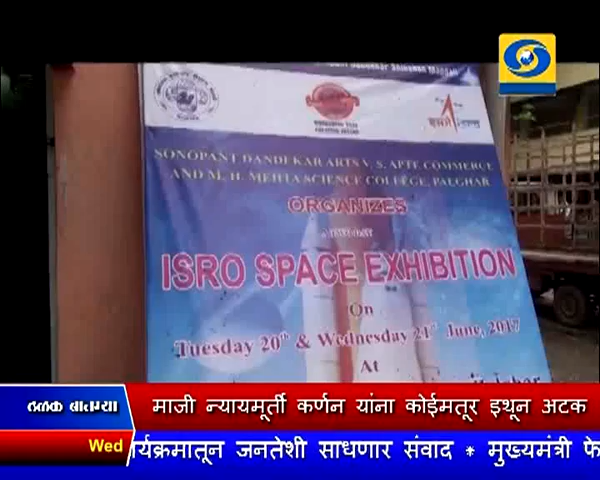 SONOPANT DANDEKAR ARTS V. S. APTE COMMERCE
AND M. H. MEHTA SCIENCE COLLEGE, PALGHAR
ORGANIZES
ISRO SPACE EXHIBITION
On
Tuesday 20th & Wednesday 21st June, 2017
At
ठळक बातम्या
माजी न्यायमूर्ती कर्णन यांना कोईमतूर इथून अटक
Wed
र्यक्रमातून जनतेशी साधणार संवाद * मुख्यमंत्री फे